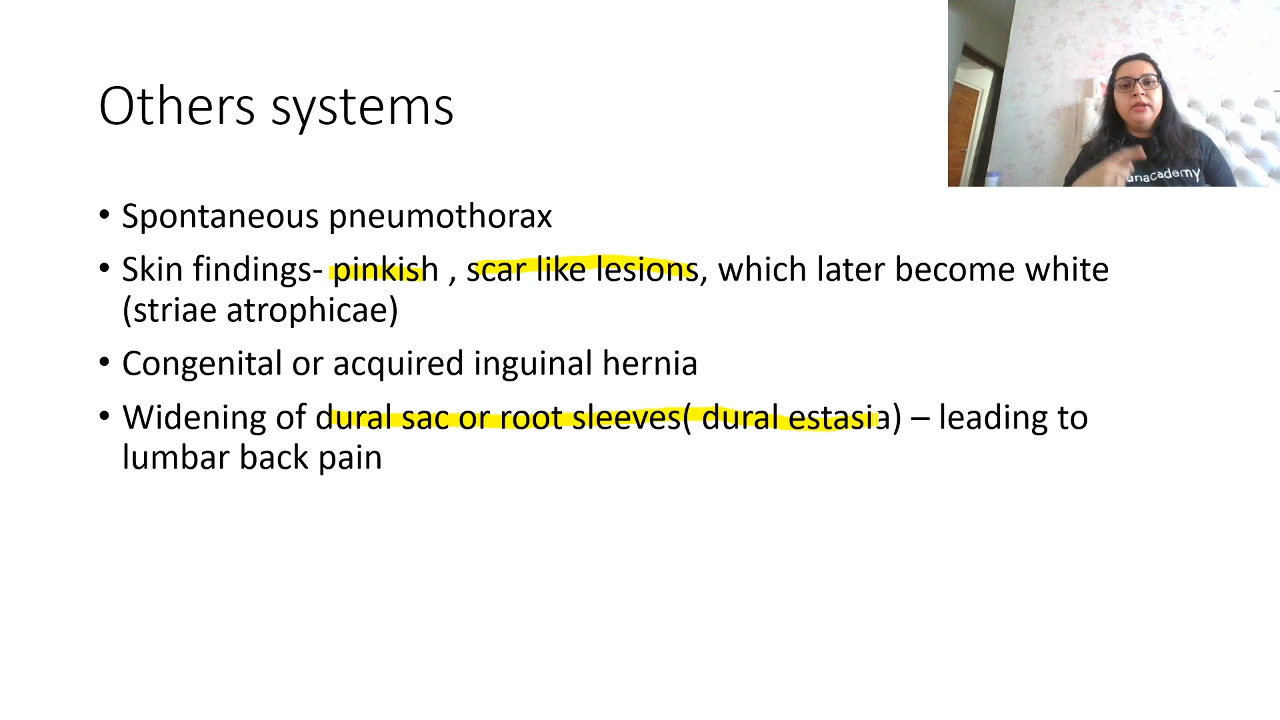 Others systems
unacademy
• Spontaneous pneumothorax
• Skin findings- pinkish , scar like lesions, which later become white
(striae atrophicae)
• Congenital or acquired inguinal hernia
• Widening of dural sac or root sleeves( dural estasia) – leading to
lumbar back pain